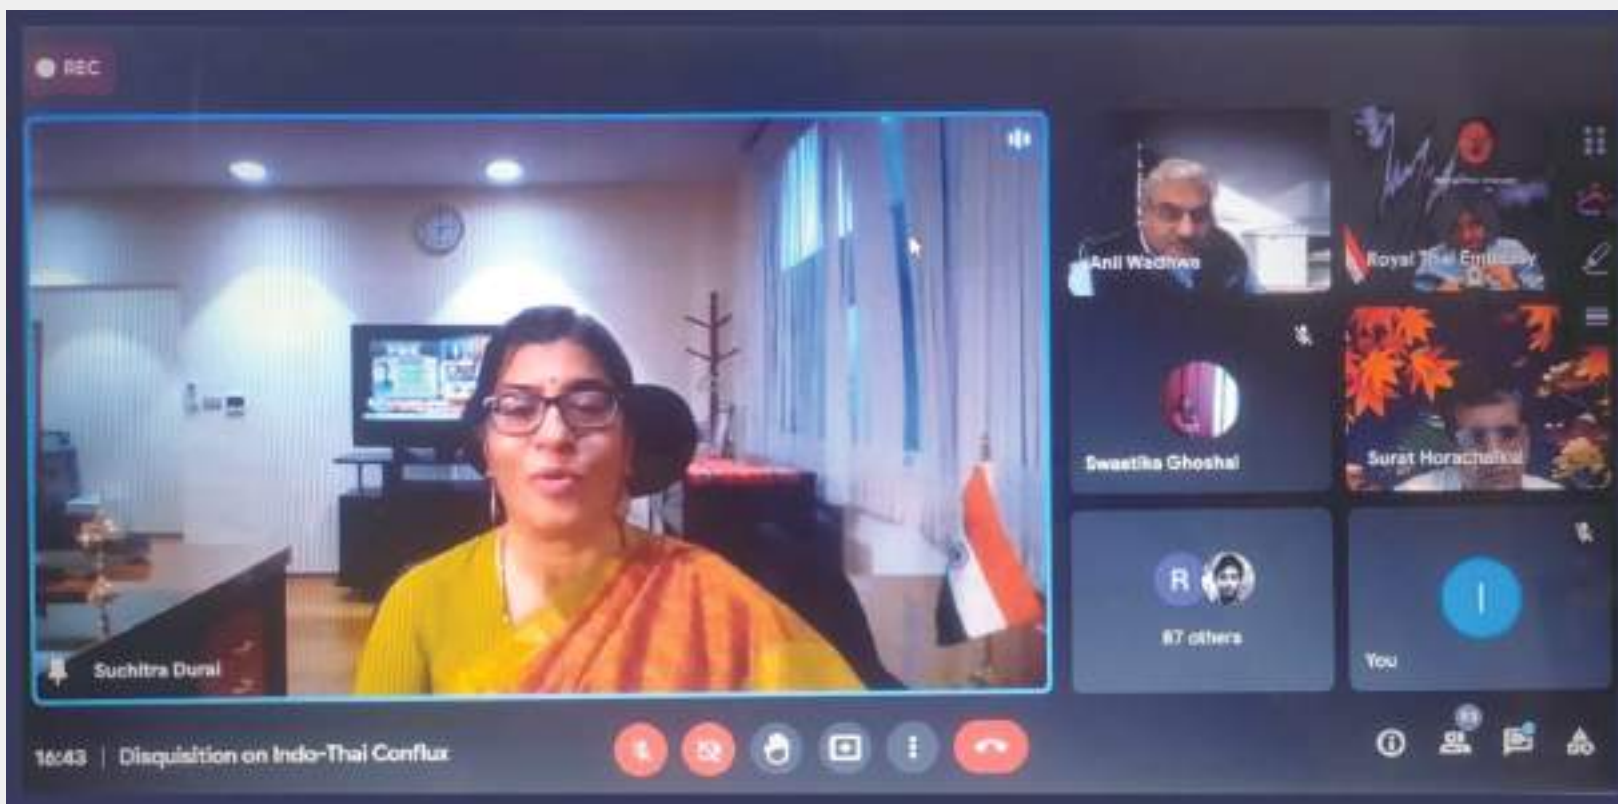 REC
Anil Wadhwa
Royal Thai Embassy
Swastika Ghoshal
Surat Horachaikul
Suchitra Durai
R
87 others
I
You
16:43 | Disquisition on Indo-Thai Conflux